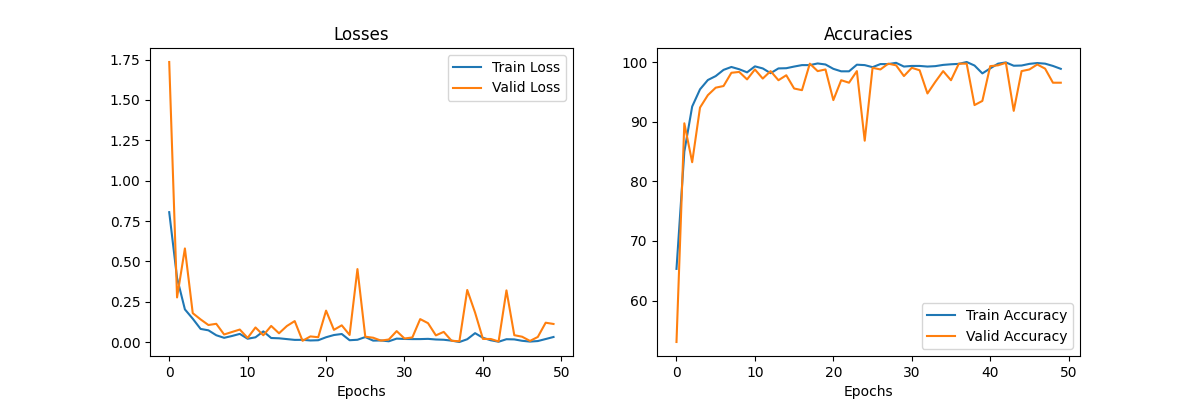 Losses
1.75
1.50
1.25
1.00
0.75
0.50
0.25
0.00
Train Loss
Valid Loss
0 10 20 30 40 50
Epochs
Accuracies
100
90
80
70
60
Train Accuracy
Valid Accuracy
0 10 20 30 40 50
Epochs